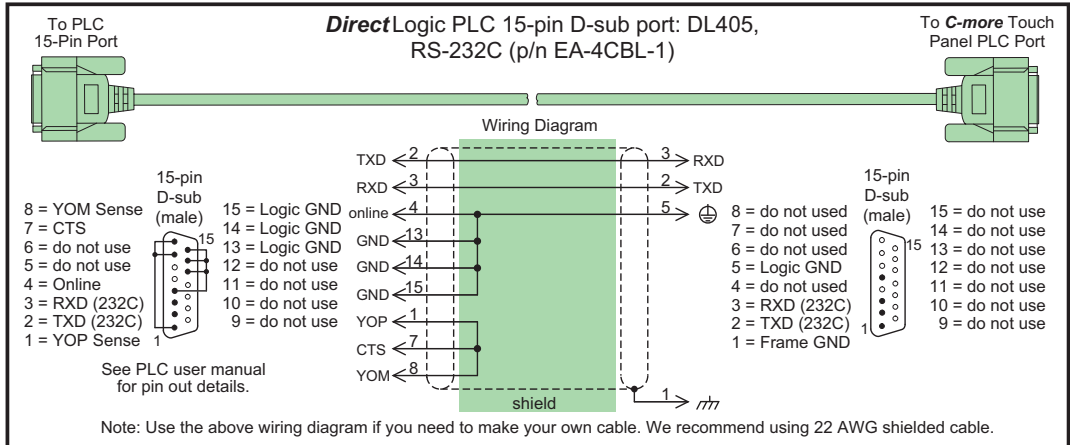 To PLC
15-Pin Port
DirectLogic PLC 15-pin D-sub port: DL405,
RS-232C (p/n EA-4CBL-1)
To C-more Touch
Panel PLC Port
Wiring Diagram
15-pin
D-sub
(male)
8 = YOM Sense
7 = CTS
6 = do not use
5 = do not use
4 = Online
3 = RXD (232C)
2 = TXD (232C)
1 = YOP Sense
15
1
15 = Logic GND
14 = Logic GND
13 = Logic GND
12 = do not use
11 = do not use
10 = do not use
9 = do not use
See PLC user manual
for pin out details.
TXD 2 3 RXD
RXD 3 2 TXD
online 4 5
GND 13
GND 14
GND 15
YOP 1
CTS 7
YOM 8
1
shield
15-pin
D-sub
(male)
8 = do not used
7 = do not used
6 = do not used
5 = Logic GND
4 = do not used
3 = RXD (232C)
2 = TXD (232C)
1 = Frame GND
15
1
15 = do not use
14 = do not use
13 = do not use
12 = do not use
11 = do not use
10 = do not use
9 = do not use
Note: Use the above wiring diagram if you need to make your own cable. We recommend using 22 AWG shielded cable.